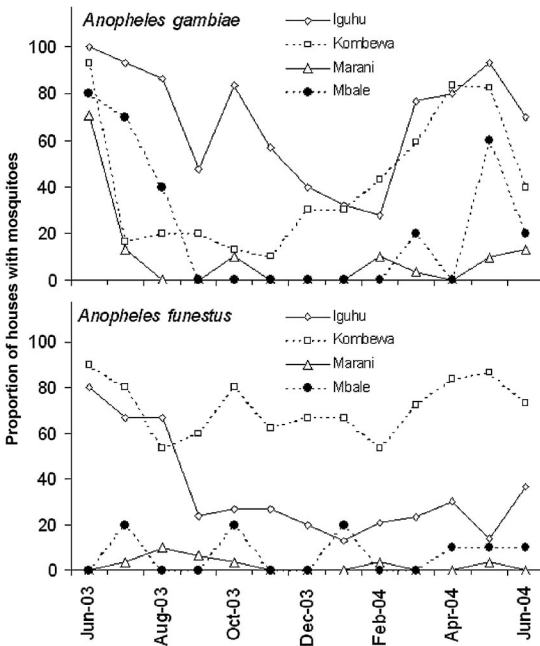 Anopheles gambiae
Iguhu
Kombewa
Marani
Mbale
100
80
60
40
20
0
Proportion of houses with mosquitoes
Anopheles funestus
Iguhu
Kombewa
Marani
Mbale
100
80
60
40
20
0
Jun-03
Aug-03
Oct-03
Dec-03
Feb-04
Apr-04
Jun-04